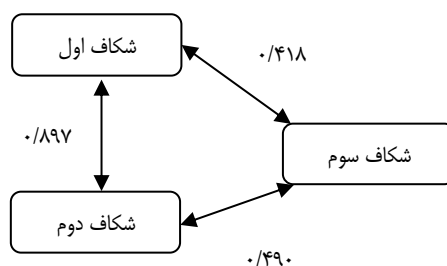 شکاف اول
۰/۴۱۸
۰/۸۹۷
شکاف سوم
شکاف دوم
۰/۴۹۰